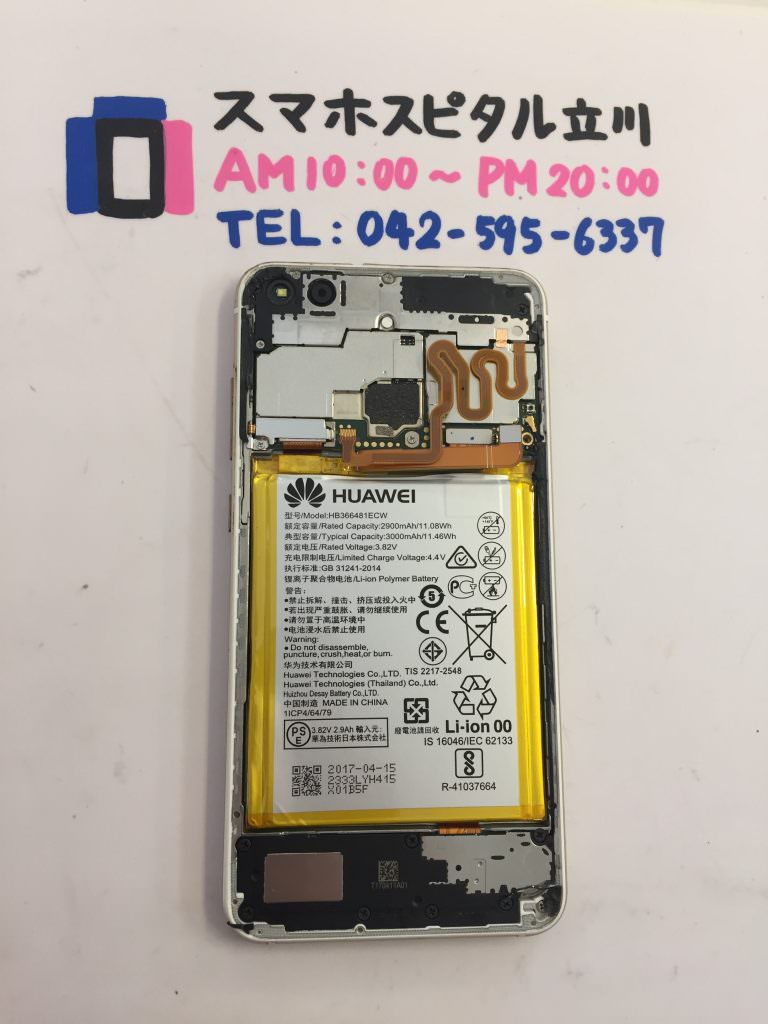 スマホスピタル立川
AM10:00~PM20:00
TEL:042-595-6337
HUAWEI
型号/Model:HB366481ECW
额定容量/Rated Capacity:2900mAh/11.08Wh
典型容量/Typical Capacity:3000mAh/11.46Wh
额定电压/Rated Voltage:3.82V
充电限制电压/Limited Charge Voltage:4.4V
执行标准:GB 31241-2014
锂离子聚合物电池/Li-ion Polymer Battery
警告:
•禁止拆解、撞击、挤压或投入火中
•若出现严重鼓胀、请勿继续使用
•请勿置于高温环境中
•电池浸水后禁止使用
5
CE
Warning:
• Do not disassemble,
puncture,crush,heat,or burn.
华为技术有限公司
Huawei Technologies Co.,LTD. TIS 2217-2548
Huawei Technologies (Thailand) Co.,Ltd.
Huizhou Desay Battery Co.,LTD.
中国制造 MADE IN CHINA
1ICP4/64/79
PSE
3.82V 2.9Ah 輸入元:
華為技術日本株式会社
廢電池請回收
Li-ion 00
IS 16046/IEC 62133
R-41037664
2017-04-15
2333LYH415
X01B5F
T170411A01